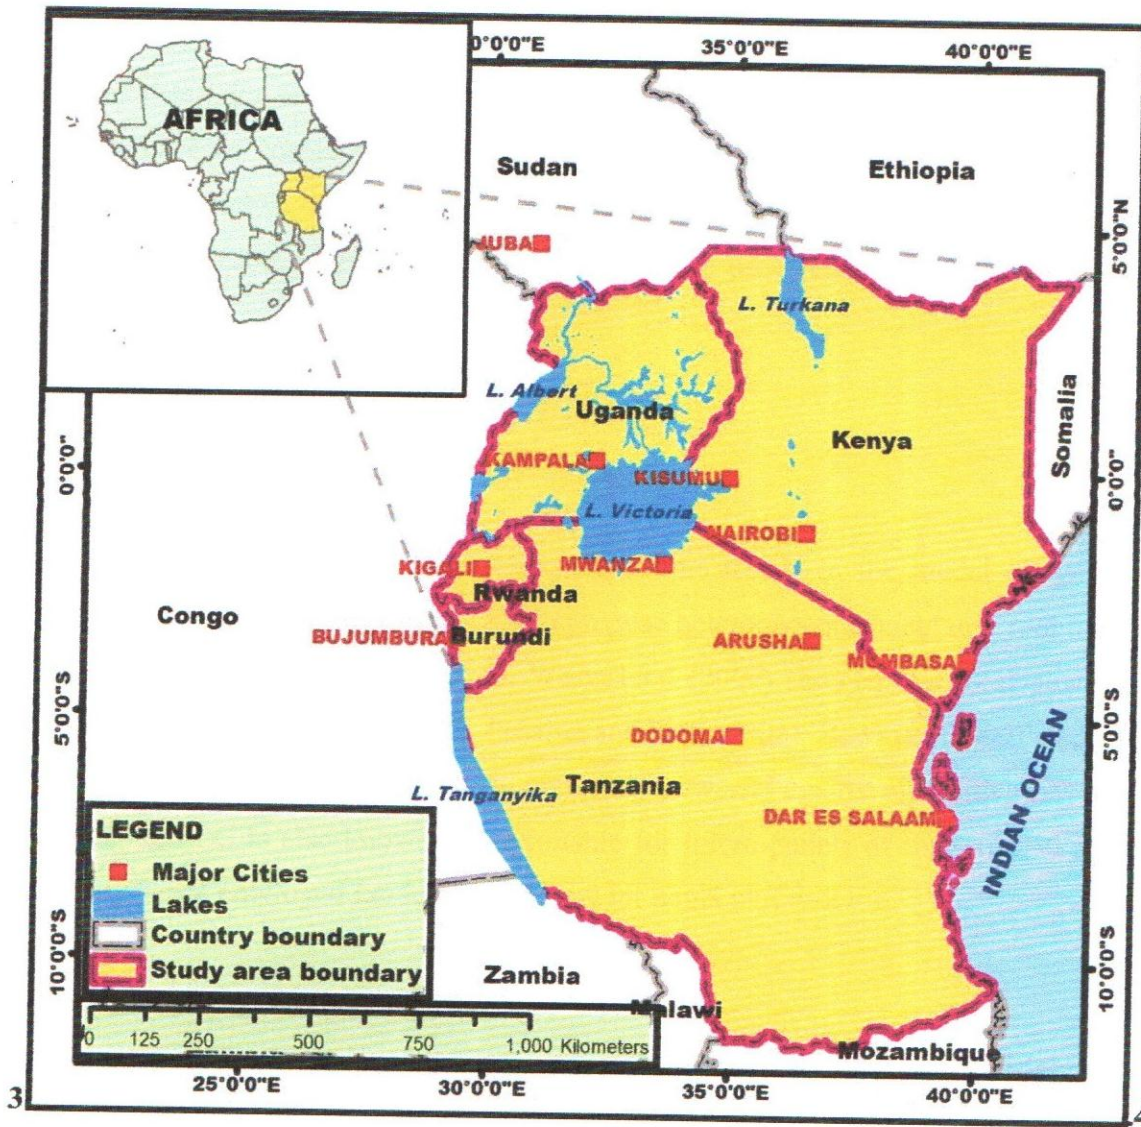 0°0'0"E
35°0'0"E
40°0'0"E
AFRICA
Sudan
Ethiopia
5°0'0"N
JUBA
L. Turkana
L. Albert
Uganda
Kenya
Somalia
0°0'0"
0°0'0"
KAMPALA
KISUMU
L. Victoria
NAIROBI
MWANZA
KIGALI
Rwanda
Congo
BUJUMBURA
Burundi
ARUSHA
MUMBASA
5°0'0"S
5°0'0"S
DODOMA
INDIAN OCEAN
Tanzania
L. Tanganyika
DAR ES SALAAM
LEGEND
Major Cities
Lakes
Country boundary
Study area boundary
10°0'0"S
10°0'0"S
Zambia
Malawi
Mozambique
0 125 250 500 750 1,000 Kilometers
25°0'0"E
30°0'0"E
35°0'0"E
40°0'0"E
3